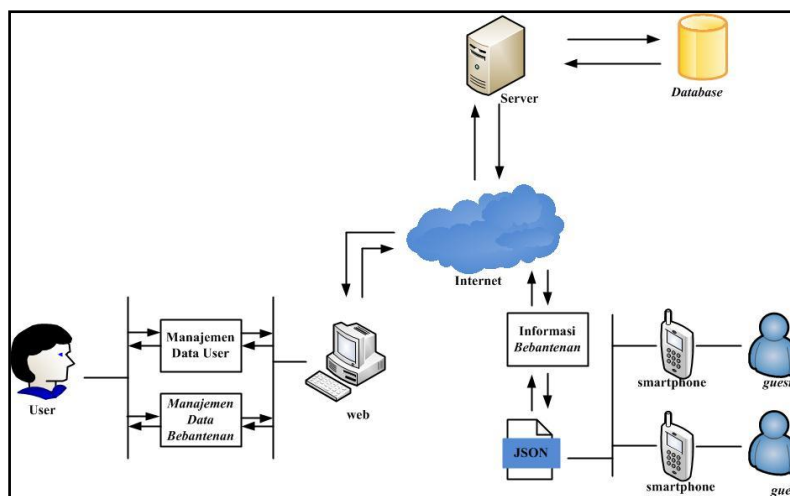 Server
Database
Internet
Manajemen
Data User
Informasi
Bebantenan
User
Manajemen
Data
Bebantenan
web
smartphone
JSON
smartphone